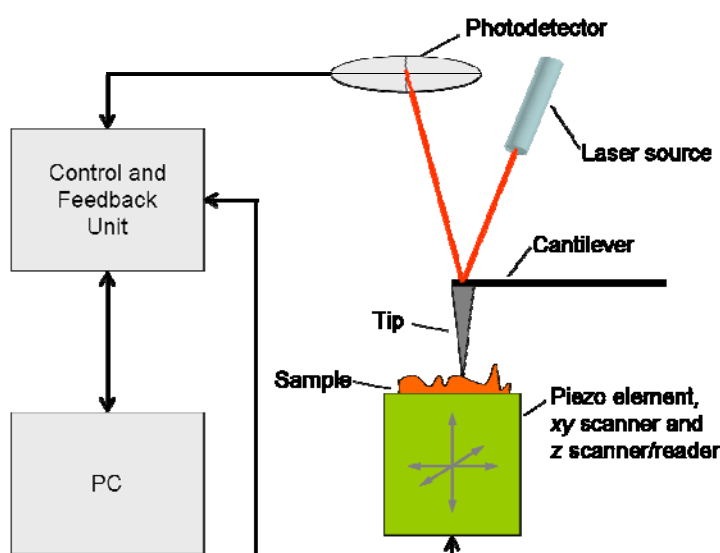 Photodetector
Laser source
Control and
Feedback
Unit
Cantilever
Tip
Sample
Piezo element,
xy scanner and
z scanner/reader
PC